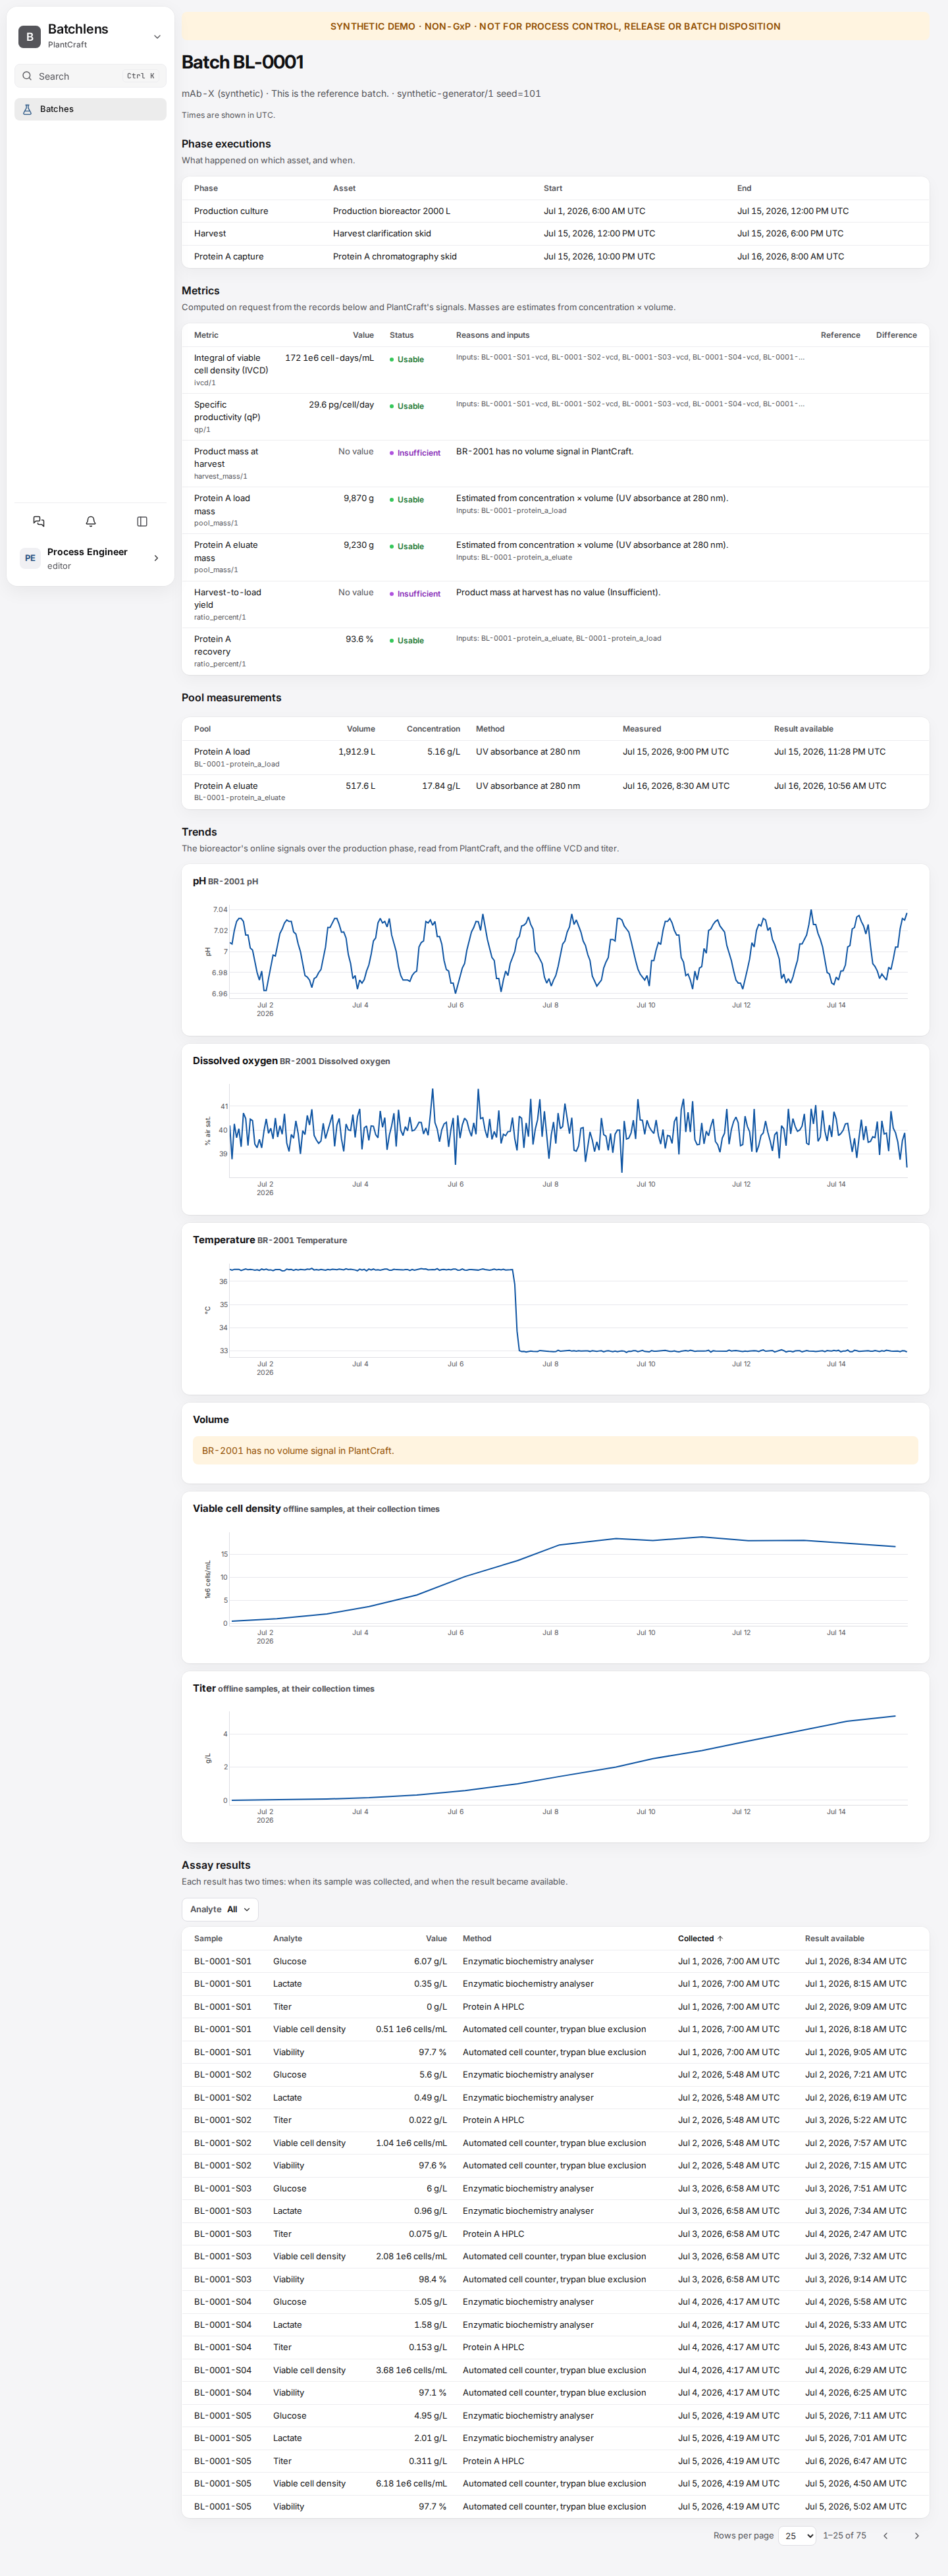 B
Batchlens
PlantCraft
Search
Ctrl K
Batches
PE
Process Engineer
editor
SYNTHETIC DEMO · NON-GxP · NOT FOR PROCESS CONTROL, RELEASE OR BATCH DISPOSITION
Batch BL-0001
mAb-X (synthetic) · This is the reference batch. · synthetic-generator/1 seed=101
Times are shown in UTC.
Phase executions
What happened on which asset, and when.
Phase Asset Start End
Production culture Production bioreactor 2000 L Jul 1, 2026, 6:00 AM UTC Jul 15, 2026, 12:00 PM UTC
Harvest Harvest clarification skid Jul 15, 2026, 12:00 PM UTC Jul 15, 2026, 6:00 PM UTC
Protein A capture Protein A chromatography skid Jul 15, 2026, 10:00 PM UTC Jul 16, 2026, 8:00 AM UTC
Metrics
Computed on request from the records below and PlantCraft's signals. Masses are estimates from concentration × volume.
Metric Value Status Reasons and inputs Reference Difference
Integral of viable 172 1e6 cell-days/mL Usable Inputs: BL-0001-S01-vcd, BL-0001-S02-vcd, BL-0001-S03-vcd, BL-0001-S04-vcd, BL-0001-...
cell density (IVCD)
ivcd/1
Specific 29.6 pg/cell/day Usable Inputs: BL-0001-S01-vcd, BL-0001-S02-vcd, BL-0001-S03-vcd, BL-0001-S04-vcd, BL-0001-...
productivity (qP)
qp/1
Product mass at No value Insufficient BR-2001 has no volume signal in PlantCraft.
harvest
harvest_mass/1
Protein A load 9,870 g Usable Estimated from concentration × volume (UV absorbance at 280 nm).
mass Inputs: BL-0001-protein_a_load
pool_mass/1
Protein A eluate 9,230 g Usable Estimated from concentration × volume (UV absorbance at 280 nm).
mass Inputs: BL-0001-protein_a_eluate
pool_mass/1
Harvest-to-load No value Insufficient Product mass at harvest has no value (Insufficient).
yield
ratio_percent/1
Protein A 93.6 % Usable Inputs: BL-0001-protein_a_eluate, BL-0001-protein_a_load
recovery
ratio_percent/1
Pool measurements
Pool Volume Concentration Method Measured Result available
Protein A load 1,912.9 L 5.16 g/L UV absorbance at 280 nm Jul 15, 2026, 9:00 PM UTC Jul 15, 2026, 11:28 PM UTC
BL-0001-protein_a_load
Protein A eluate 517.6 L 17.84 g/L UV absorbance at 280 nm Jul 16, 2026, 8:30 AM UTC Jul 16, 2026, 10:56 AM UTC
BL-0001-protein_a_eluate
Trends
The bioreactor's online signals over the production phase, read from PlantCraft, and the offline VCD and titer.
pH BR-2001 pH
7.04
7.02
7
6.98
6.96
pH
Jul 2 Jul 4 Jul 6 Jul 8 Jul 10 Jul 12 Jul 14
2026
Dissolved oxygen BR-2001 Dissolved oxygen
41
40
39
% air sat.
Jul 2 Jul 4 Jul 6 Jul 8 Jul 10 Jul 12 Jul 14
2026
Temperature BR-2001 Temperature
36
35
34
33
°C
Jul 2 Jul 4 Jul 6 Jul 8 Jul 10 Jul 12 Jul 14
2026
Volume
BR-2001 has no volume signal in PlantCraft.
Viable cell density offline samples, at their collection times
15
10
5
0
1e6 cells/mL
Jul 2 Jul 4 Jul 6 Jul 8 Jul 10 Jul 12 Jul 14
2026
Titer offline samples, at their collection times
4
2
0
g/L
Jul 2 Jul 4 Jul 6 Jul 8 Jul 10 Jul 12 Jul 14
2026
Assay results
Each result has two times: when its sample was collected, and when the result became available.
Analyte All
Sample Analyte Value Method Collected ↑ Result available
BL-0001-S01 Glucose 6.07 g/L Enzymatic biochemistry analyser Jul 1, 2026, 7:00 AM UTC Jul 1, 2026, 8:34 AM UTC
BL-0001-S01 Lactate 0.35 g/L Enzymatic biochemistry analyser Jul 1, 2026, 7:00 AM UTC Jul 1, 2026, 8:15 AM UTC
BL-0001-S01 Titer 0 g/L Protein A HPLC Jul 1, 2026, 7:00 AM UTC Jul 2, 2026, 9:09 AM UTC
BL-0001-S01 Viable cell density 0.51 1e6 cells/mL Automated cell counter, trypan blue exclusion Jul 1, 2026, 7:00 AM UTC Jul 1, 2026, 8:18 AM UTC
BL-0001-S01 Viability 97.7 % Automated cell counter, trypan blue exclusion Jul 1, 2026, 7:00 AM UTC Jul 1, 2026, 9:05 AM UTC
BL-0001-S02 Glucose 5.6 g/L Enzymatic biochemistry analyser Jul 2, 2026, 5:48 AM UTC Jul 2, 2026, 7:21 AM UTC
BL-0001-S02 Lactate 0.49 g/L Enzymatic biochemistry analyser Jul 2, 2026, 5:48 AM UTC Jul 2, 2026, 6:19 AM UTC
BL-0001-S02 Titer 0.022 g/L Protein A HPLC Jul 2, 2026, 5:48 AM UTC Jul 3, 2026, 5:22 AM UTC
BL-0001-S02 Viable cell density 1.04 1e6 cells/mL Automated cell counter, trypan blue exclusion Jul 2, 2026, 5:48 AM UTC Jul 2, 2026, 7:57 AM UTC
BL-0001-S02 Viability 97.6 % Automated cell counter, trypan blue exclusion Jul 2, 2026, 5:48 AM UTC Jul 2, 2026, 7:15 AM UTC
BL-0001-S03 Glucose 6 g/L Enzymatic biochemistry analyser Jul 3, 2026, 6:58 AM UTC Jul 3, 2026, 7:51 AM UTC
BL-0001-S03 Lactate 0.96 g/L Enzymatic biochemistry analyser Jul 3, 2026, 6:58 AM UTC Jul 3, 2026, 7:34 AM UTC
BL-0001-S03 Titer 0.075 g/L Protein A HPLC Jul 3, 2026, 6:58 AM UTC Jul 4, 2026, 2:47 AM UTC
BL-0001-S03 Viable cell density 2.08 1e6 cells/mL Automated cell counter, trypan blue exclusion Jul 3, 2026, 6:58 AM UTC Jul 3, 2026, 7:32 AM UTC
BL-0001-S03 Viability 98.4 % Automated cell counter, trypan blue exclusion Jul 3, 2026, 6:58 AM UTC Jul 3, 2026, 9:14 AM UTC
BL-0001-S04 Glucose 5.05 g/L Enzymatic biochemistry analyser Jul 4, 2026, 4:17 AM UTC Jul 4, 2026, 5:58 AM UTC
BL-0001-S04 Lactate 1.58 g/L Enzymatic biochemistry analyser Jul 4, 2026, 4:17 AM UTC Jul 4, 2026, 5:33 AM UTC
BL-0001-S04 Titer 0.153 g/L Protein A HPLC Jul 4, 2026, 4:17 AM UTC Jul 5, 2026, 8:43 AM UTC
BL-0001-S04 Viable cell density 3.68 1e6 cells/mL Automated cell counter, trypan blue exclusion Jul 4, 2026, 4:17 AM UTC Jul 4, 2026, 6:29 AM UTC
BL-0001-S04 Viability 97.1 % Automated cell counter, trypan blue exclusion Jul 4, 2026, 4:17 AM UTC Jul 4, 2026, 6:25 AM UTC
BL-0001-S05 Glucose 4.95 g/L Enzymatic biochemistry analyser Jul 5, 2026, 4:19 AM UTC Jul 5, 2026, 7:11 AM UTC
BL-0001-S05 Lactate 2.01 g/L Enzymatic biochemistry analyser Jul 5, 2026, 4:19 AM UTC Jul 5, 2026, 7:01 AM UTC
BL-0001-S05 Titer 0.311 g/L Protein A HPLC Jul 5, 2026, 4:19 AM UTC Jul 6, 2026, 6:47 AM UTC
BL-0001-S05 Viable cell density 6.18 1e6 cells/mL Automated cell counter, trypan blue exclusion Jul 5, 2026, 4:19 AM UTC Jul 5, 2026, 4:50 AM UTC
BL-0001-S05 Viability 97.7 % Automated cell counter, trypan blue exclusion Jul 5, 2026, 4:19 AM UTC Jul 5, 2026, 5:02 AM UTC
Rows per page 25 1–25 of 75